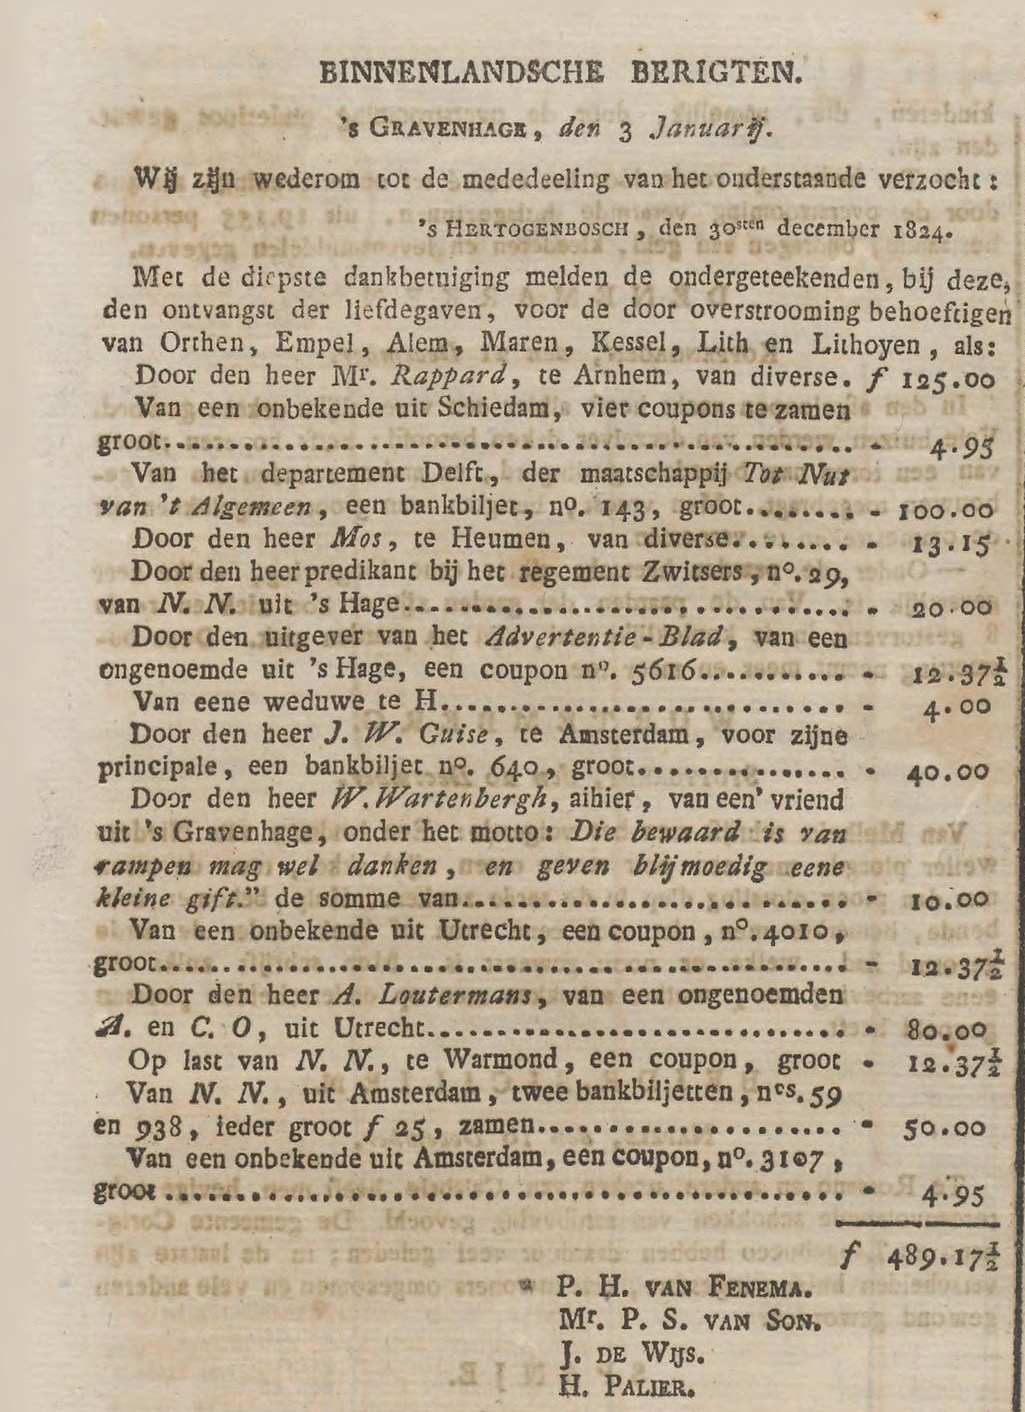 BINNENLANDSCHE BERIGTEN.
's GRAVENHAGE, den 3 Januarij.
Wij zijn wederom tot de mededeeling van het onderstaande verzocht:
's HERTOGENBOSCH, den 30sten december 1824.
Met de diepste dankbetuiging melden de ondergeteekenden, bij deze,
den ontvangst der liefdegaven, voor de door overstrooming behoeftigen
van Orthen, Empel, Alem, Maren, Kessel, Lith en Lithoyen, als:
Door den heer Mr. Rappard, te Arnhem, van diverse. f 125.00
Van een onbekende uit Schiedam, vier coupons te zamen
groot........................................ - 4.95
Van het departement Delft, der maatschappij Tot Nut
van 't Algemeen, een bankbiljet, no. 143, groot......... - 100.00
Door den heer Mos, te Heumen, van diverse......... - 13.15
Door den heer predikant bij het regement Zwitsers, no. 29,
van N. N. uit 's Hage............................... - 20.00
Door den uitgever van het Advertentie-Blad, van een
ongenoemde uit 's Hage, een coupon no. 5616........... - 12.37½
Van eene weduwe te H............................. - 4.00
Door den heer J. W. Guise, te Amsterdam, voor zijne
principale, een bankbiljet no. 640, groot............... - 40.00
Door den heer W. Wartenbergh, alhier, van een' vriend
uit 's Gravenhage, onder het motto: Die bewaard is van
rampen mag wel danken, en geven blijmoedig eene
kleine gift." de somme van............................ - 10.00
Van een onbekende uit Utrecht, een coupon, no. 4010,
groot........................................ - 12.37½
Door den heer A. Loutermans, van een ongenoemden
A. en C. O, uit Utrecht.............................. - 80.00
Op last van N. N., te Warmond, een coupon, groot - 12.37½
Van N. N., uit Amsterdam, twee bankbiljetten, ncs. 59
en 938, ieder groot f 25, zamen...................... - 50.00
Van een onbekende uit Amsterdam, een coupon, no. 3107,
groot ........................................ - 4.95
f 489.17½
P. H. VAN FENEMA.
Mr. P. S. VAN SON.
J. DE WIJS.
H. PALIER.